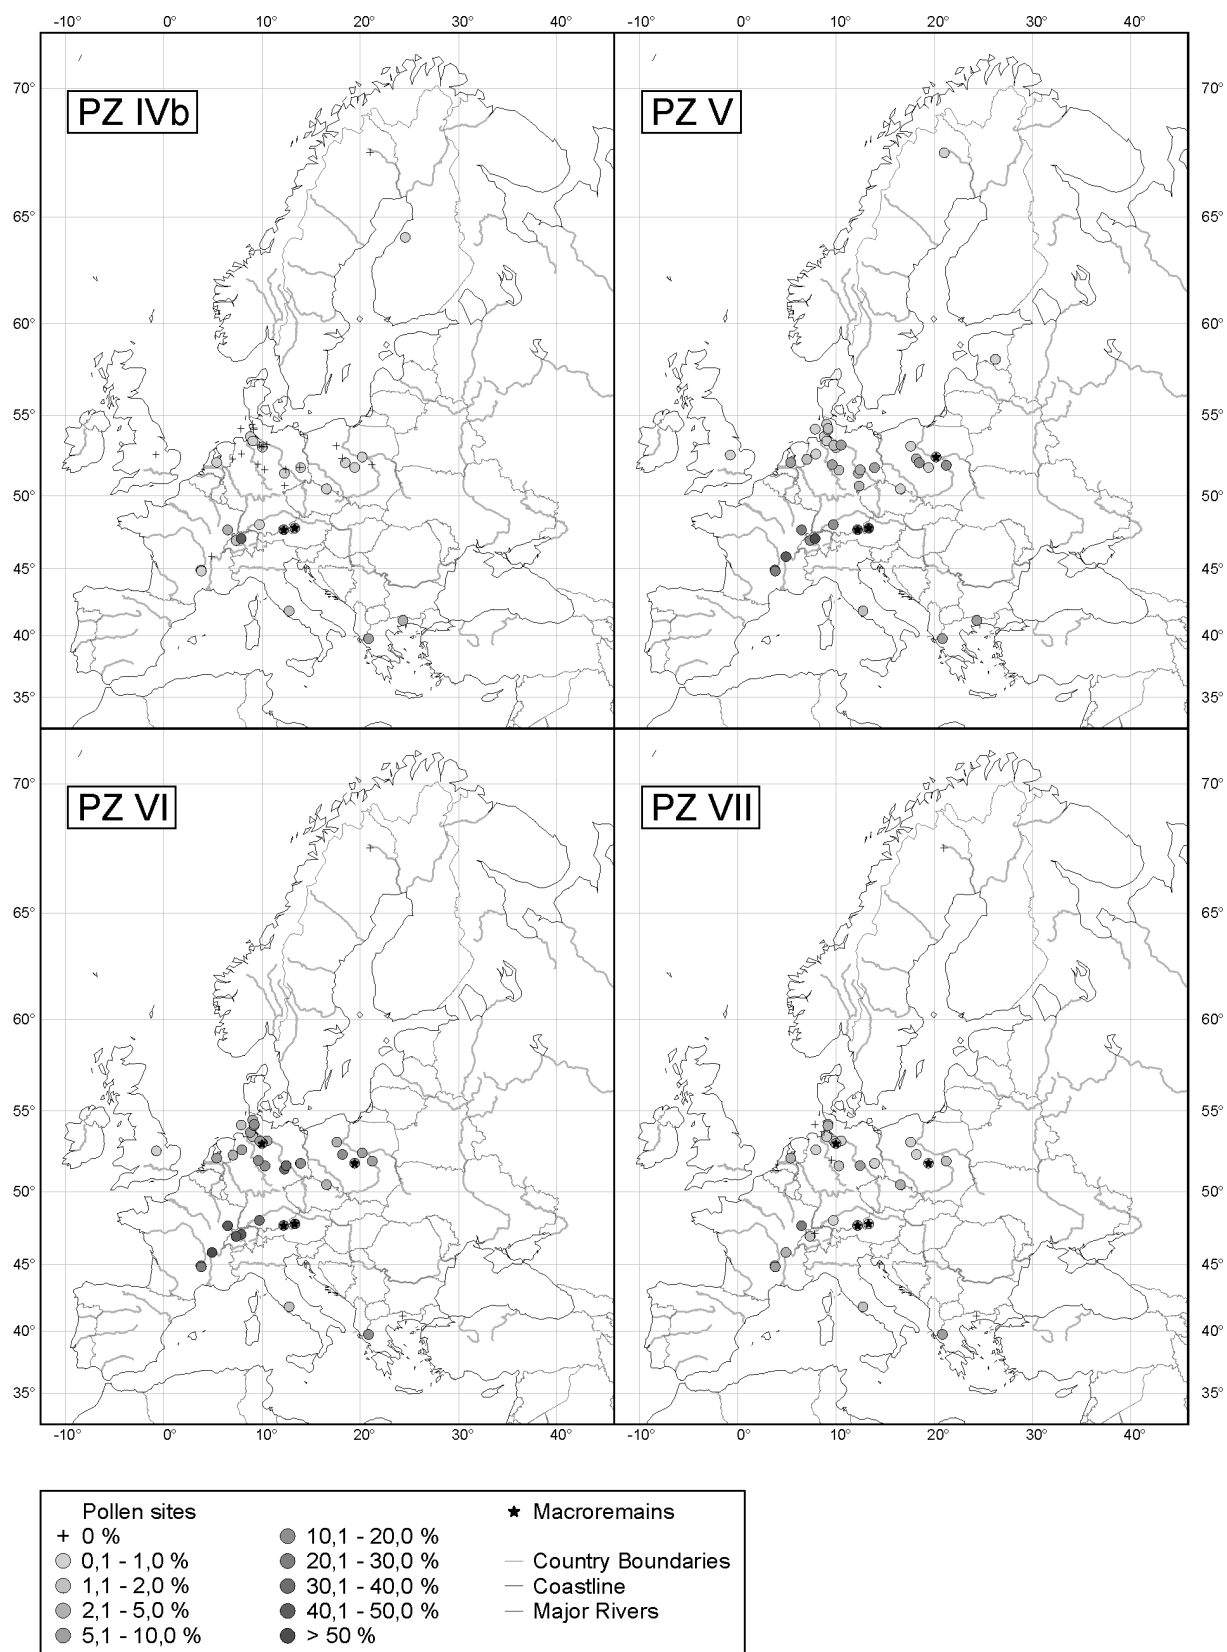 -10° 0° 10° 20° 30° 40° -10° 0° 10° 20° 30° 40°
70° 70°
PZ IVb PZ V
65° 65°
60° 60°
55° 55°
50° 50°
45° 45°
40° 40°
35° 35°
70° 70°
PZ VI PZ VII
65° 65°
60° 60°
55° 55°
50° 50°
45° 45°
40° 40°
35° 35°
-10° 0° 10° 20° 30° 40° -10° 0° 10° 20° 30° 40°
Pollen sites
+ 0 %
0,1 - 1,0 %
1,1 - 2,0 %
2,1 - 5,0 %
5,1 - 10,0 %
10,1 - 20,0 %
20,1 - 30,0 %
30,1 - 40,0 %
40,1 - 50,0 %
> 50 %
★ Macroremains
Country Boundaries
Coastline
Major Rivers